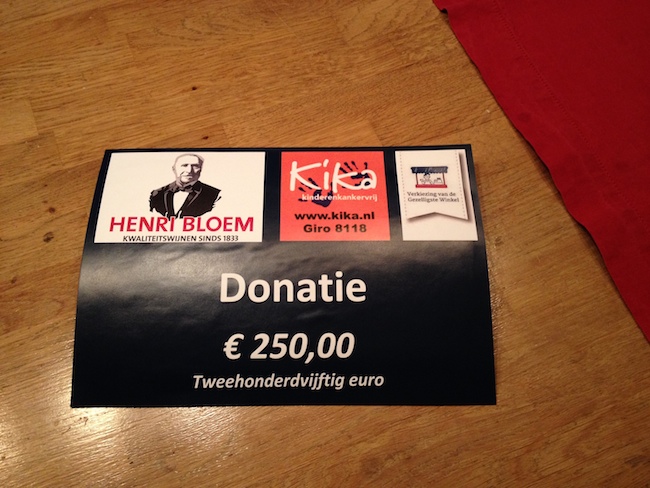 HENRI BLOEM
KWALITEITSWIJNEN SINDS 1833
KiKa
kinderenkankervrij
www.kika.nl
Giro 8118
Verkiezing van de
Gezelligste Winkel
Donatie
€ 250,00
Tweehonderdvijftig euro